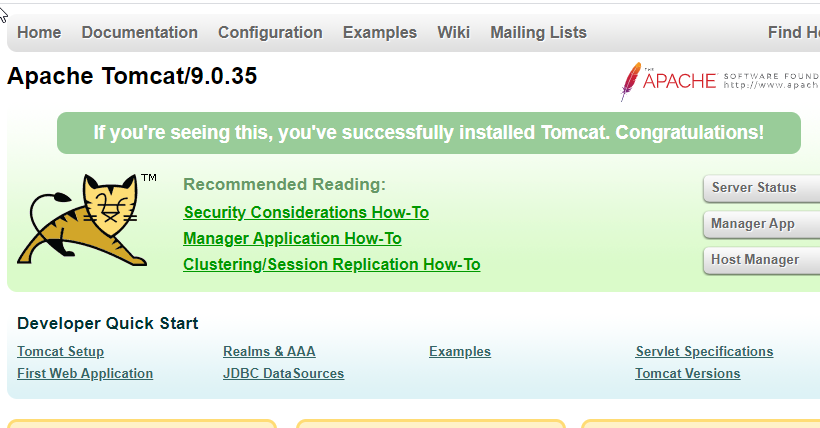 Home Documentation Configuration Examples Wiki Mailing Lists Find
Apache Tomcat/9.0.35
THE
APACHE SOFTWARE FOUND
http://www.apach
If you're seeing this, you've successfully installed Tomcat. Congratulations!
TM
Recommended Reading:
Security Considerations How-To
Manager Application How-To
Clustering/Session Replication How-To
Server Status
Manager App
Host Manager
Developer Quick Start
Tomcat Setup Realms & AAA Examples Servlet Specifications
First Web Application JDBC DataSources Tomcat Versions